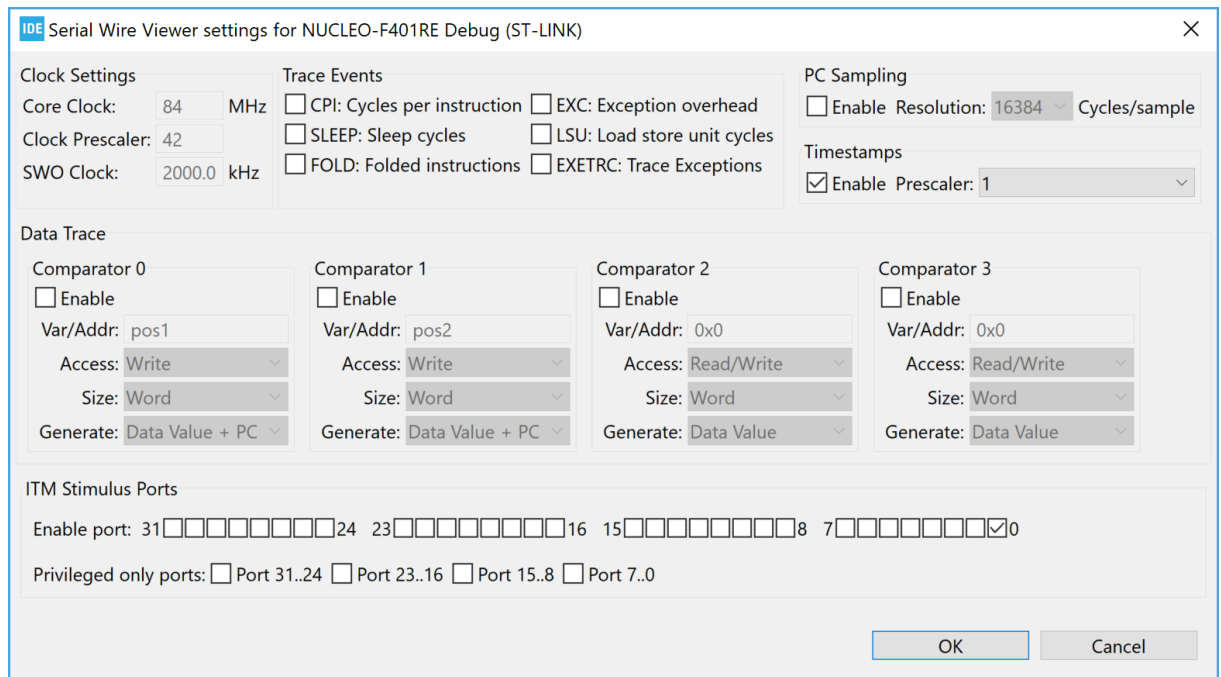 IDE Serial Wire Viewer settings for NUCLEO-F401RE Debug (ST-LINK)
Clock Settings
Core Clock: 84 MHz
Clock Prescaler: 42
SWO Clock: 2000.0 kHz
Trace Events
CPI: Cycles per instruction EXC: Exception overhead
SLEEP: Sleep cycles LSU: Load store unit cycles
FOLD: Folded instructions EXETRC: Trace Exceptions
PC Sampling
Enable Resolution: 16384 Cycles/sample
Timestamps
Enable Prescaler: 1
Data Trace
Comparator 0
Enable
Var/Addr: pos1
Access: Write
Size: Word
Generate: Data Value + PC
Comparator 1
Enable
Var/Addr: pos2
Access: Write
Size: Word
Generate: Data Value + PC
Comparator 2
Enable
Var/Addr: 0x0
Access: Read/Write
Size: Word
Generate: Data Value
Comparator 3
Enable
Var/Addr: 0x0
Access: Read/Write
Size: Word
Generate: Data Value
ITM Stimulus Ports
Enable port: 31 24 23 16 15 8 7 0
Privileged only ports: Port 31..24 Port 23..16 Port 15..8 Port 7..0
OK Cancel